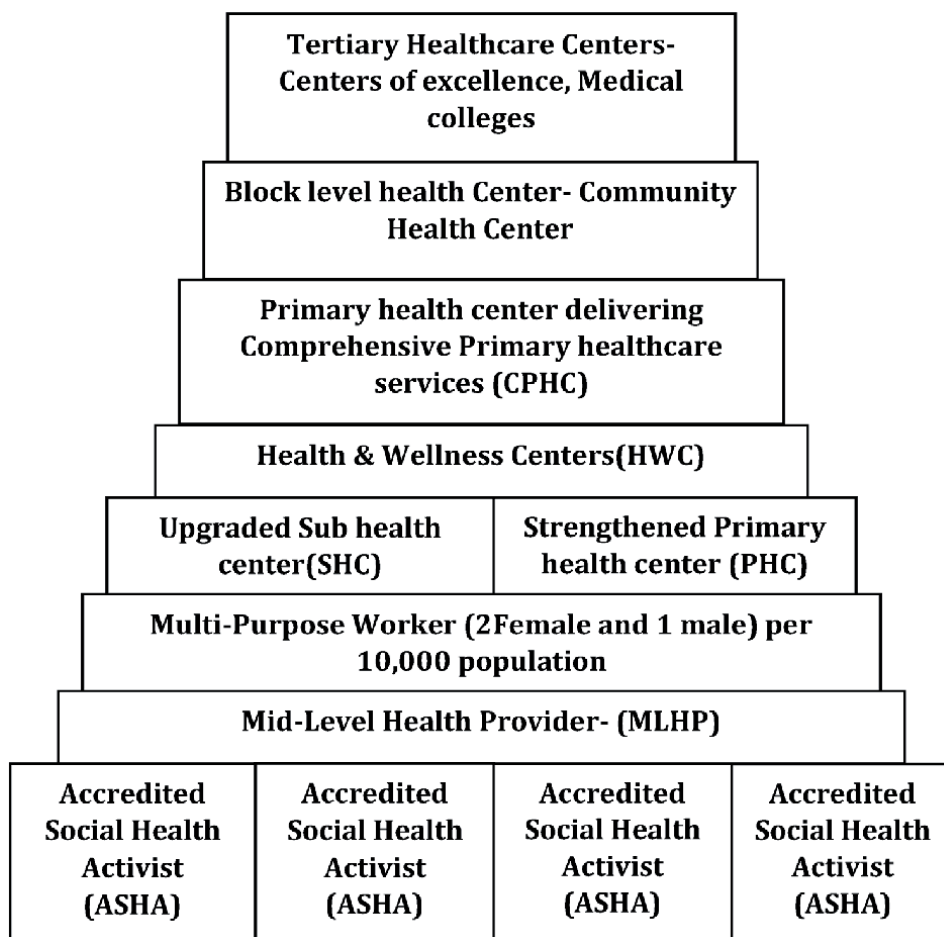 Tertiary Healthcare Centers-
Centers of excellence, Medical
colleges
Block level health Center- Community
Health Center
Primary health center delivering
Comprehensive Primary healthcare
services (CPHC)
Health & Wellness Centers(HWC)
Upgraded Sub health
center(SHC)
Strengthened Primary
health center (PHC)
Multi-Purpose Worker (2Female and 1 male) per
10,000 population
Mid-Level Health Provider- (MLHP)
Accredited
Social Health
Activist
(ASHA)
Accredited
Social Health
Activist
(ASHA)
Accredited
Social Health
Activist
(ASHA)
Accredited
Social Health
Activist
(ASHA)